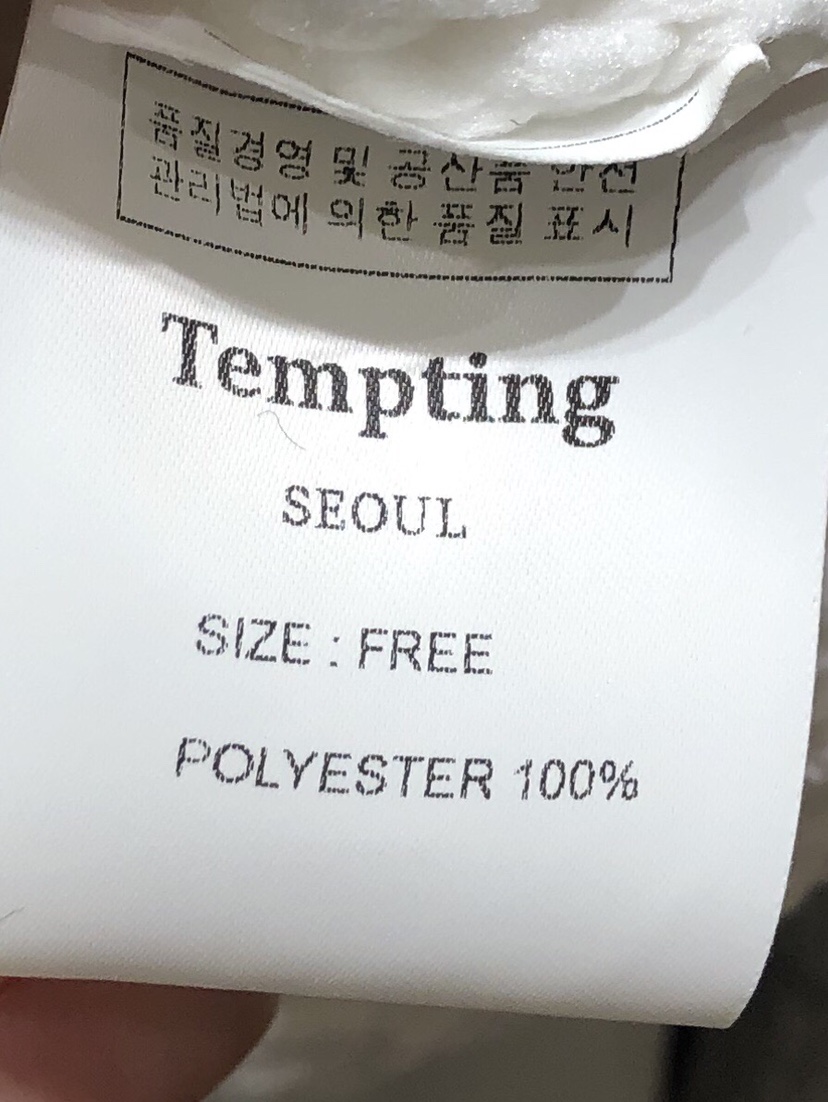 품질경영 및 공산품 안전
관리법에 의한 품질 표시
Tempting
SEOUL
SIZE : FREE
POLYESTER 100%